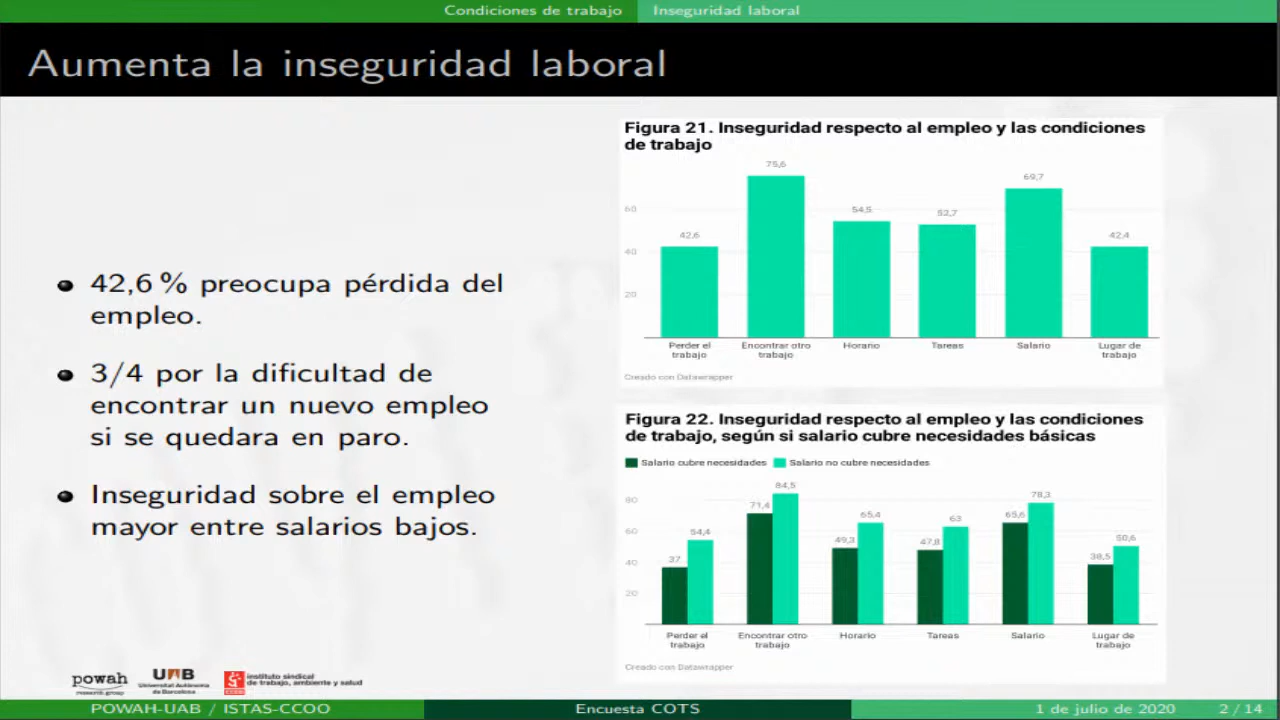 Condiciones de trabajo Inseguridad laboral
Aumenta la inseguridad laboral
42,6 % preocupa pérdida del
empleo.
3/4 por la dificultad de
encontrar un nuevo empleo
si se quedara en paro.
Inseguridad sobre el empleo
mayor entre salarios bajos.
Figura 21. Inseguridad respecto al empleo y las condiciones
de trabajo
75,6
69,7
60
54,5
52,7
42,6
42,4
40
20
Perder el Encontrar otro Horario Tareas Salario Lugar de
trabajo trabajo trabajo
Creado con Datawrapper
Figura 22. Inseguridad respecto al empleo y las condiciones
de trabajo, según si salario cubre necesidades básicas
Salario cubre necesidades Salario no cubre necesidades
80
60
40
20
37 54,4 71,4 84,5 49,3 65,4 47,8 63 65,6 78,3 38,5 50,6
Perder el Encontrar otro Horario Tareas Salario Lugar de
trabajo trabajo trabajo
Creado con Datawrapper
powah
research group
UAB
Universitat Autònoma
de Barcelona
CCOO
instituto sindical
de trabajo, ambiente y salud
POWAH-UAB / ISTAS-CCOO Encuesta COTS 1 de julio de 2020 2 / 14